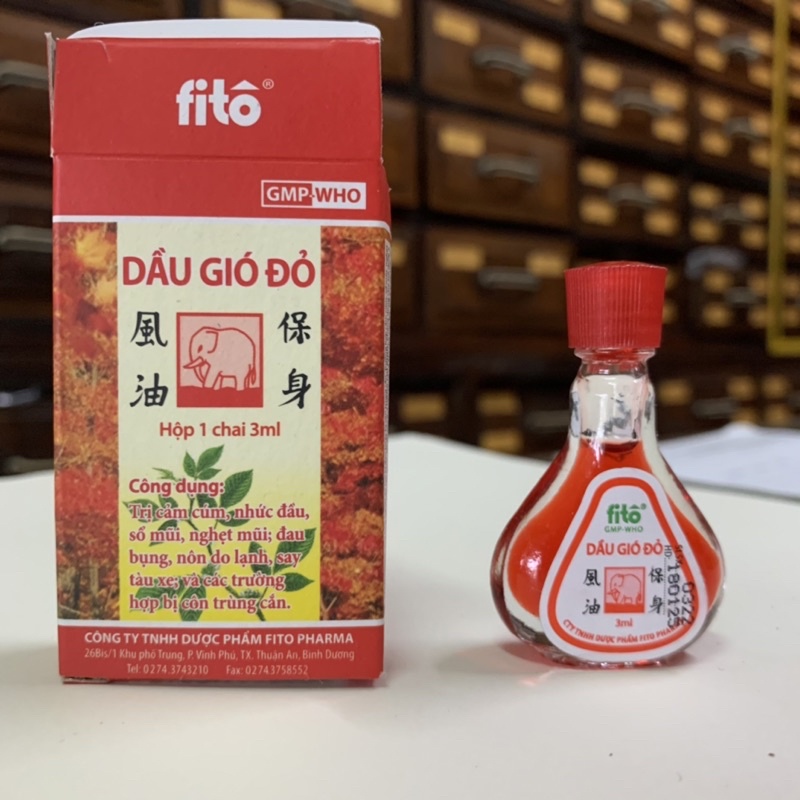 fitô®
GMP-WHO
DẦU GIÓ ĐỎ
風 保
油 身
Hộp 1 chai 3ml
Công dụng:
Trị cảm cúm, nhức đầu,
sổ mũi, nghẹt mũi; đau
bụng, nôn do lạnh, say
tàu xe; và các trường
hợp bị côn trùng cắn.
CÔNG TY TNHH DƯỢC PHẨM FITO PHARMA
26Bis/1 Khu phố Trung, P. Vĩnh Phú, TX. Thuận An, Bình Dương
Tel: 0274.3743210 Fax: 0274.3758552
fitô®
GMP-WHO
DẦU GIÓ ĐỎ
風 保
油 身
3ml
CTY TNHH DƯỢC PHẨM FITO PHARMA
0322
180125